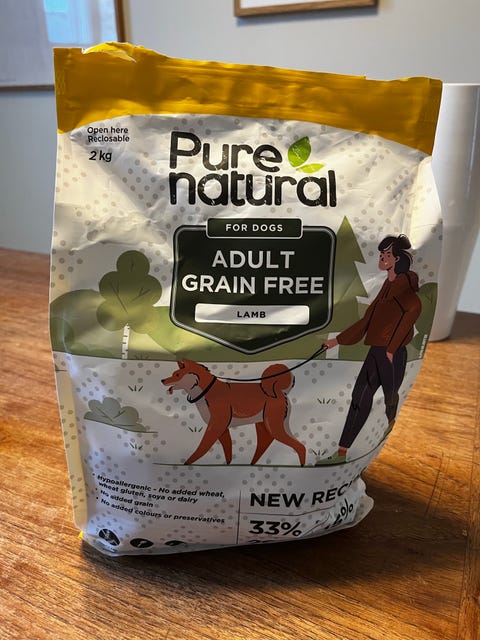 Open here
Reclosable
2 kg
Pure
natural
FOR DOGS
ADULT
GRAIN FREE
LAMB
• Hypoallergenic - No added wheat,
wheat gluten, soya or dairy
• No added grain
• No added colours or preservatives
NEW
33%